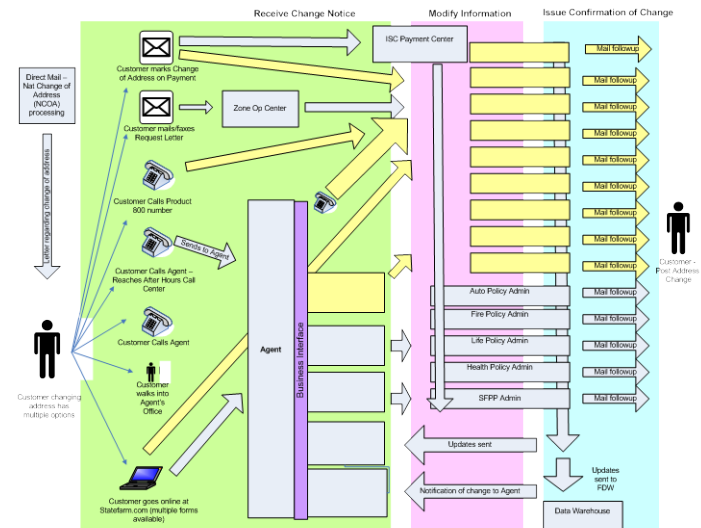 Receive Change Notice
Modify Information
Issue Confirmation of Change
Direct Mail –
Nat Change of
Address
(NCOA)
processing
Letter regarding change of address
Customer changing
address has
multiple options
Customer marks Change
of Address on Payment
Customer mails/faxes
Request Letter
Zone Op Center
Customer Calls Product
800 number
Sends to Agent
Customer Calls Agent –
Reaches After Hours Call
Center
Customer Calls Agent
Customer
walks into
Agent's
Office
Customer goes online at
Statefarm.com (multiple forms
available)
Agent
Business Interface
ISC Payment Center
Auto Policy Admin
Fire Policy Admin
Life Policy Admin
Health Policy Admin
SFPP Admin
Updates sent
Notification of change to Agent
Mail followup
Mail followup
Mail followup
Mail followup
Mail followup
Mail followup
Mail followup
Mail followup
Mail followup
Mail followup
Mail followup
Mail followup
Mail followup
Mail followup
Updates
sent to
FDW
Data Warehouse
Customer -
Post Address
Change